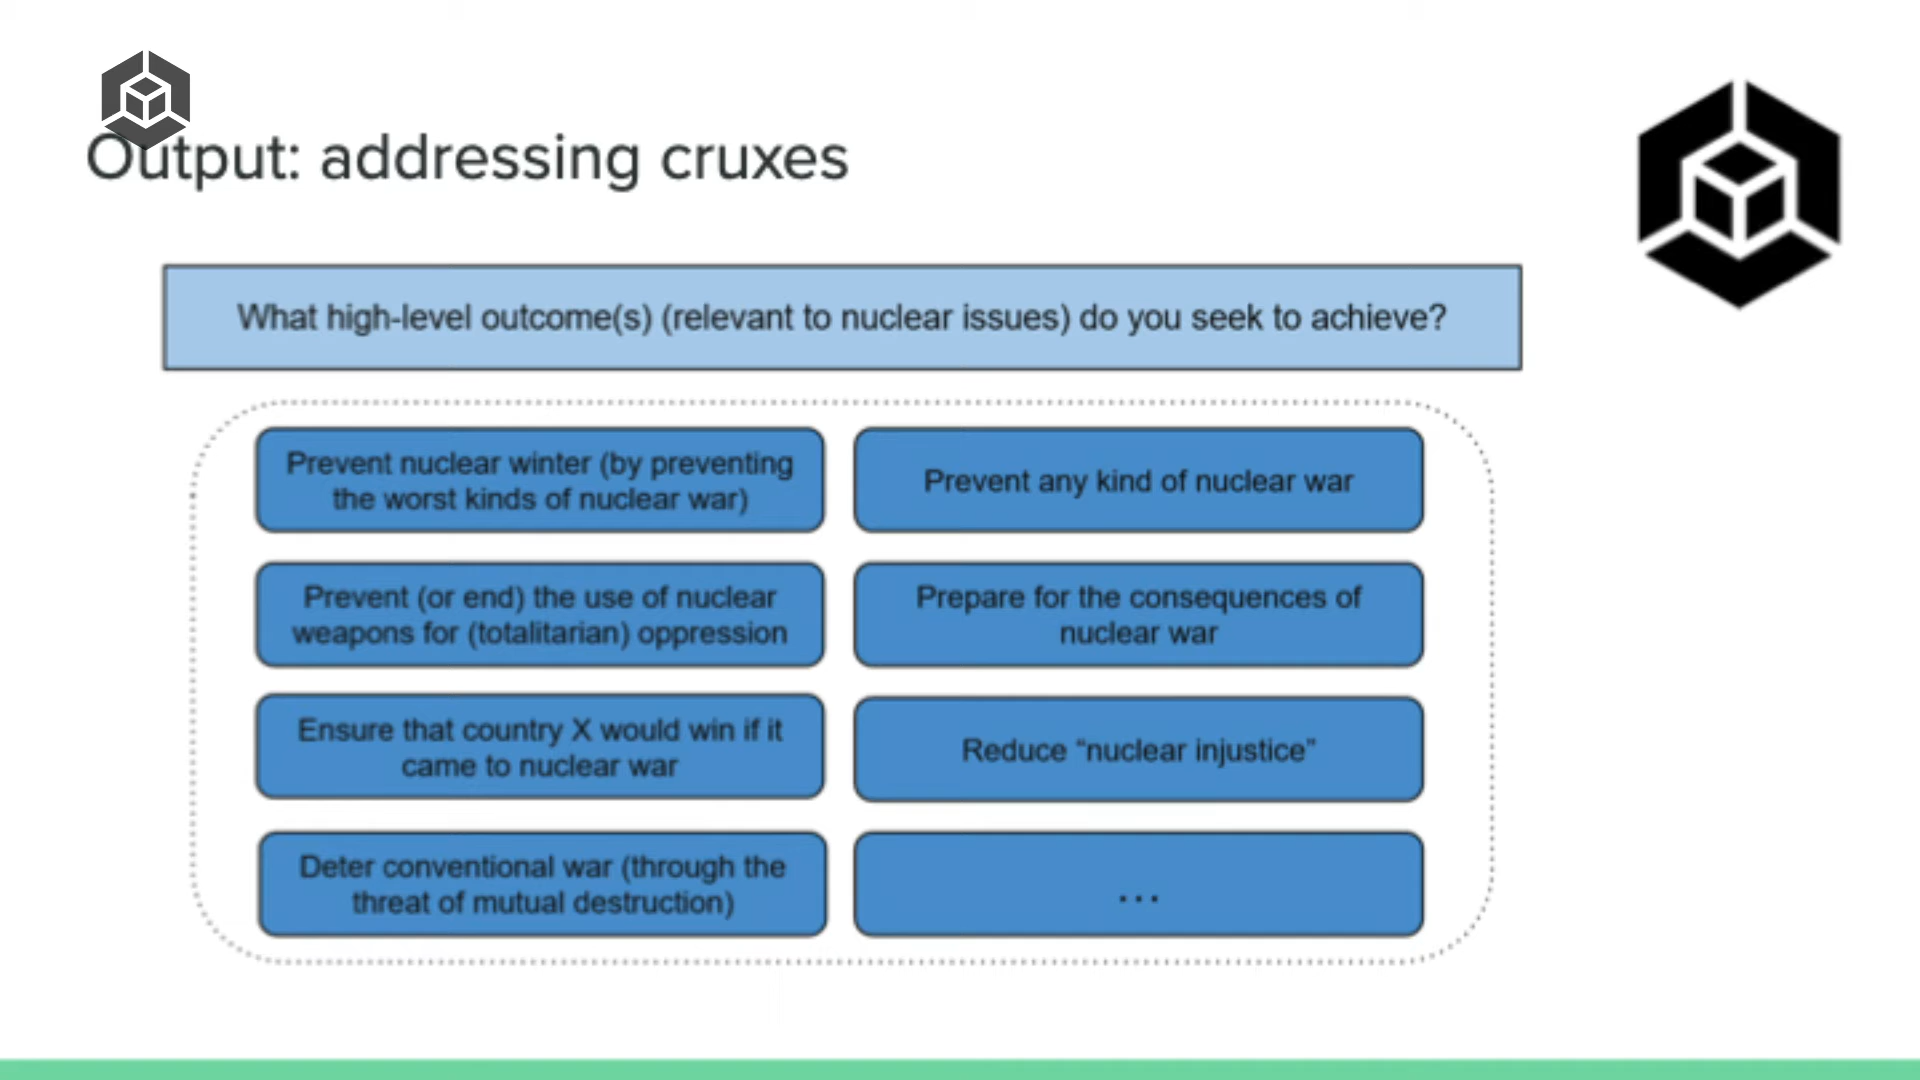 Output: addressing cruxes
What high-level outcome(s) (relevant to nuclear issues) do you seek to achieve?
Prevent nuclear winter (by preventing
the worst kinds of nuclear war)
Prevent any kind of nuclear war
Prevent (or end) the use of nuclear
weapons for (totalitarian) oppression
Prepare for the consequences of
nuclear war
Ensure that country X would win if it
came to nuclear war
Reduce “nuclear injustice”
Deter conventional war (through the
threat of mutual destruction)
...